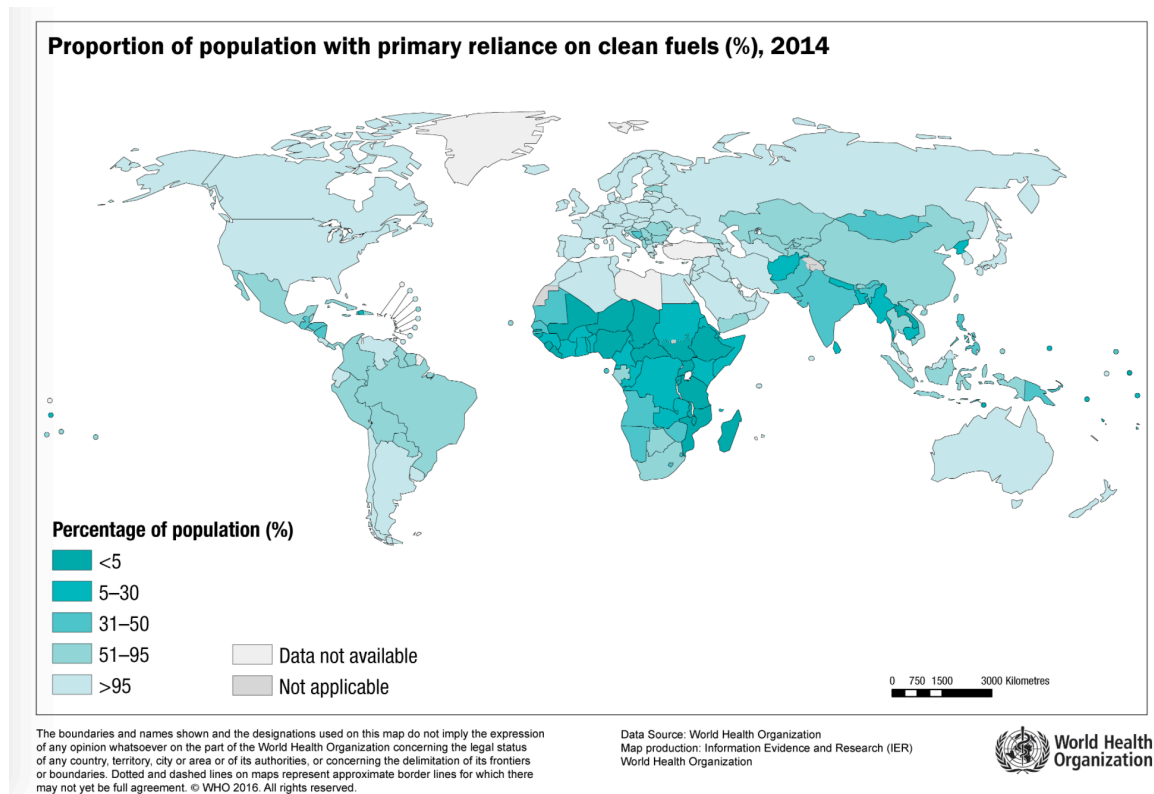 Proportion of population with primary reliance on clean fuels (%), 2014
Percentage of population (%)
<5
5–30
31–50
51–95
>95
Data not available
Not applicable
0 750 1500 3000 Kilometres
The boundaries and names shown and the designations used on this map do not imply the expression
of any opinion whatsoever on the part of the World Health Organization concerning the legal status
of any country, territory, city or area or of its authorities, or concerning the delimitation of its frontiers
or boundaries. Dotted and dashed lines on maps represent approximate border lines for which there
may not yet be full agreement. © WHO 2016. All rights reserved.
Data Source: World Health Organization
Map production: Information Evidence and Research (IER)
World Health Organization
World Health
Organization